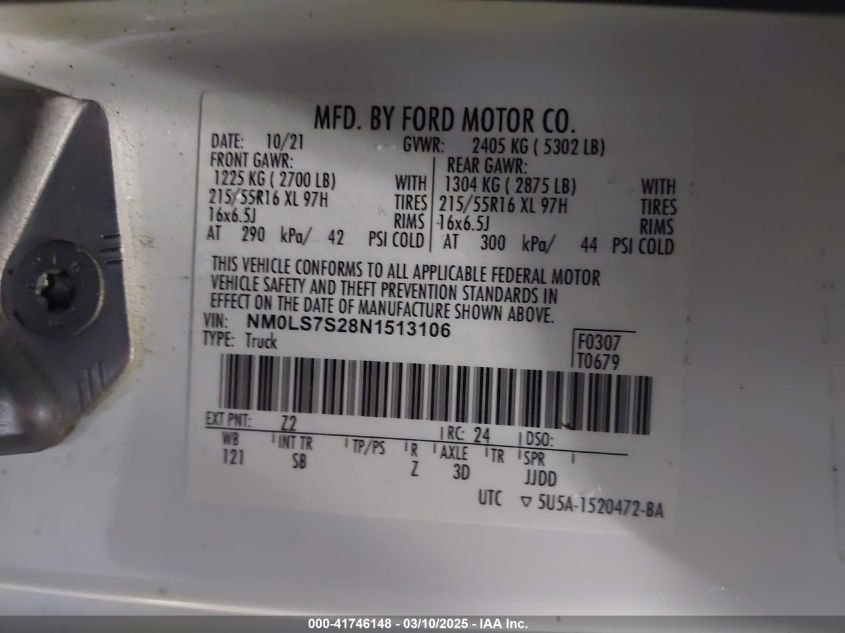 MFD. BY FORD MOTOR CO.
DATE: 10/21 GVWR: 2405 KG ( 5302 LB)
FRONT GAWR: REAR GAWR:
1225 KG ( 2700 LB) WITH 1304 KG ( 2875 LB) WITH
215/55R16 XL 97H TIRES 215/55R16 XL 97H TIRES
16x6.5J RIMS 16x6.5J RIMS
AT 290 kPa/ 42 PSI COLD AT 300 kPa/ 44 PSI COLD
THIS VEHICLE CONFORMS TO ALL APPLICABLE FEDERAL MOTOR
VEHICLE SAFETY AND THEFT PREVENTION STANDARDS IN
EFFECT ON THE DATE OF MANUFACTURE SHOWN ABOVE.
VIN: NM0LS7S28N1513106 F0307
TYPE: Truck T0679
EXT PNT: Z2 RC: 24 DSO:
WB INT TR TP/PS R AXLE TR SPR
121 SB Z 3D JJDD
UTC ▽ 5U5A-1520472-BA
000-41746148 — 03/10/2025 — IAA Inc.